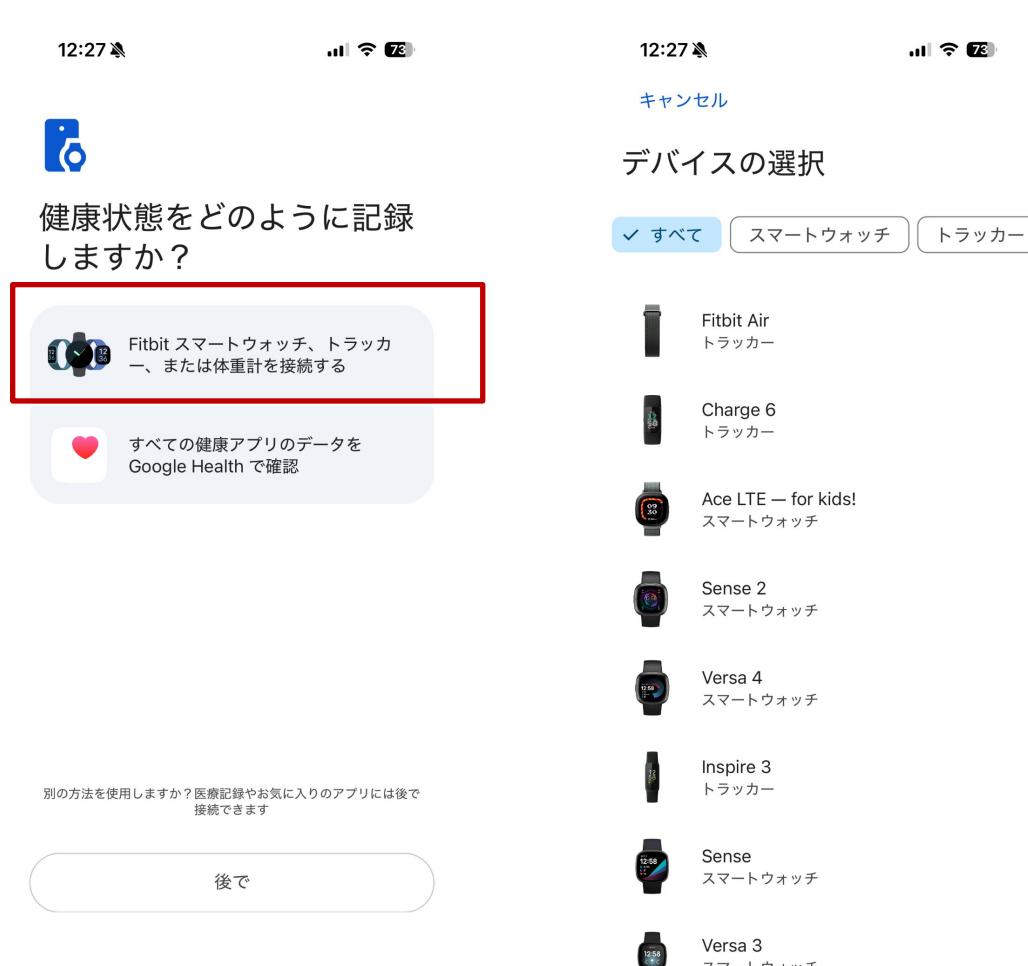 12:27
73
健康状態をどのように記録
しますか？
Fitbit スマートウォッチ、トラッカ
ー、または体重計を接続する
すべての健康アプリのデータを
Google Health で確認
別の方法を使用しますか？医療記録やお気に入りのアプリには後で
接続できます
後で
12:27
73
キャンセル
デバイスの選択
すべて
スマートウォッチ
トラッカー
Fitbit Air
トラッカー
Charge 6
トラッカー
Ace LTE — for kids!
スマートウォッチ
Sense 2
スマートウォッチ
Versa 4
スマートウォッチ
Inspire 3
トラッカー
Sense
スマートウォッチ
Versa 3
スマートウォッチ